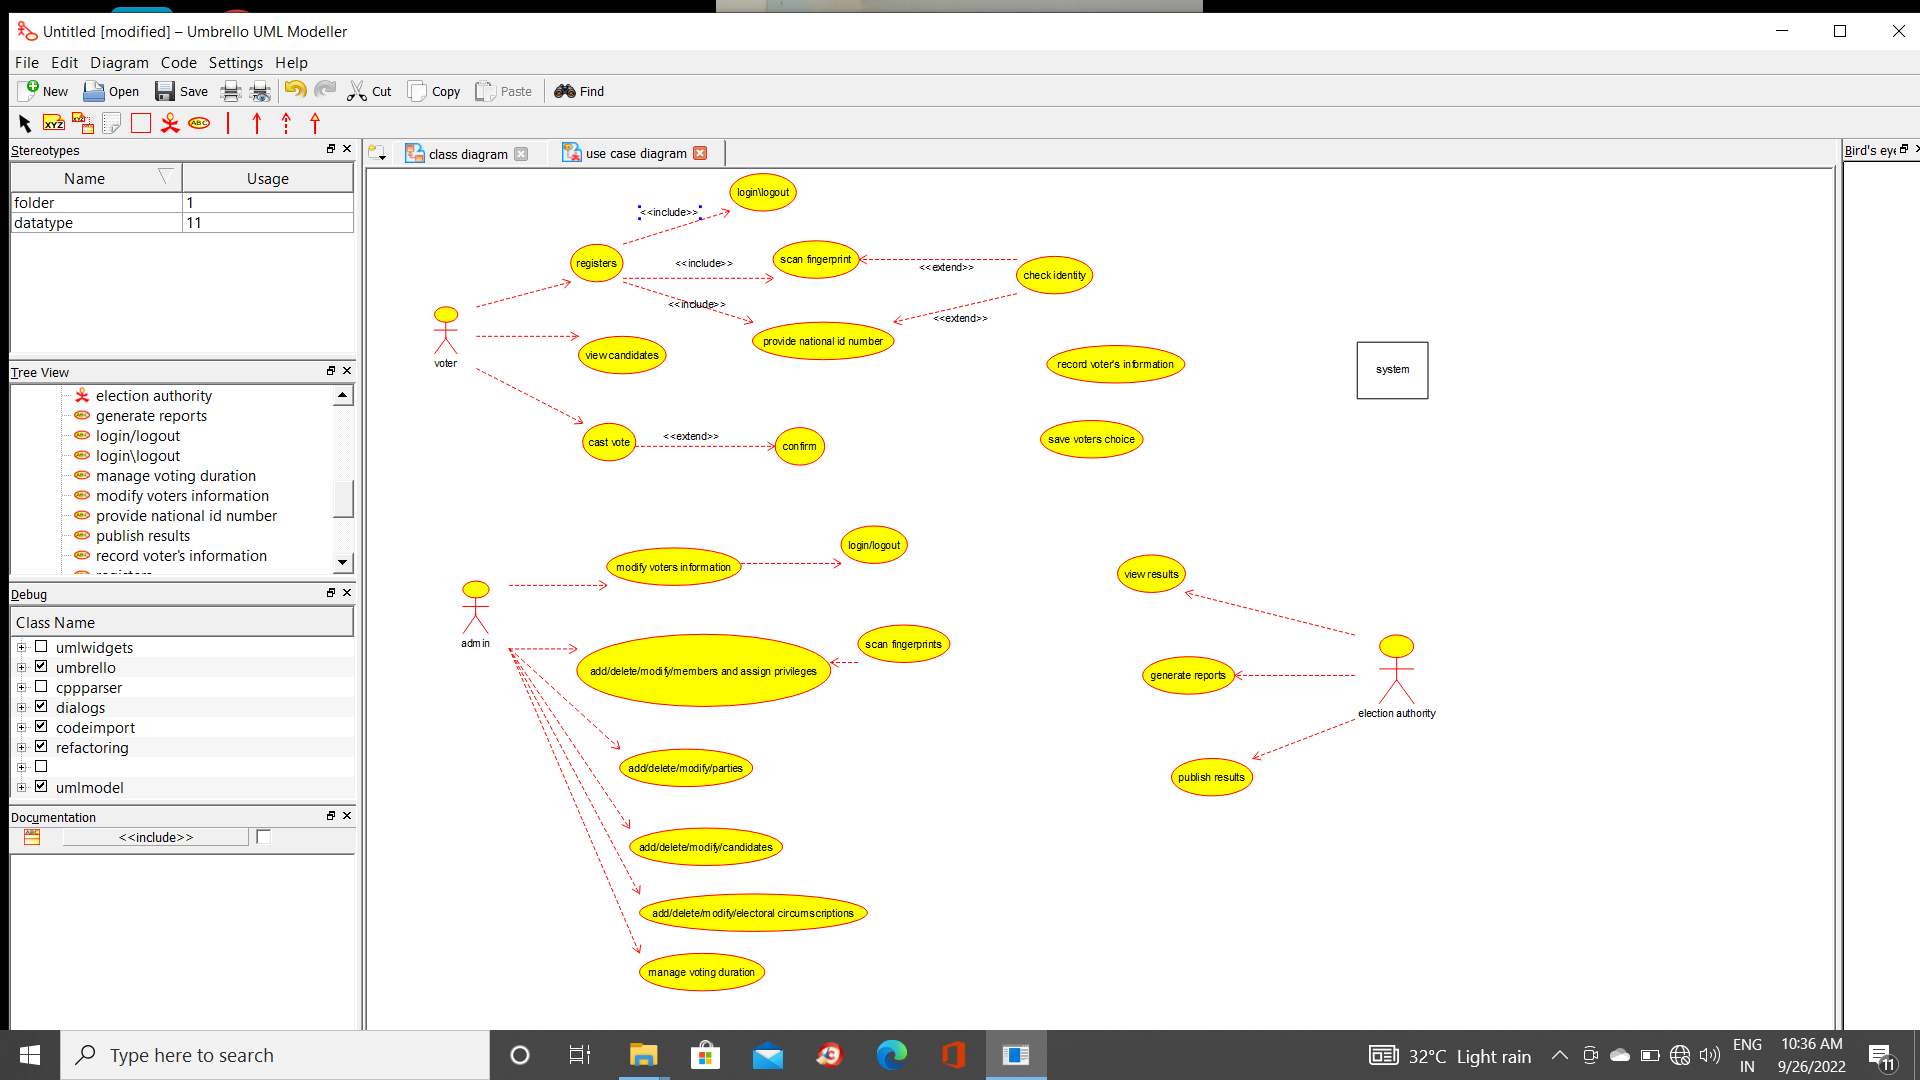 Untitled [modified] – Umbrello UML Modeller
File Edit Diagram Code Settings Help
New Open Save Cut Copy Paste Find
XYZ XYZ ABC
Stereotypes
Name Usage
folder 1
datatype 11
Tree View
election authority
generate reports
login/logout
login\logout
manage voting duration
modify voters information
provide national id number
publish results
record voter's information
Debug
Class Name
umlwidgets
umbrello
cppparser
dialogs
codeimport
refactoring
umlmodel
Documentation
<<include>>
class diagram
use case diagram
Bird's eye
login\logout
<<include>>
registers
<<include>>
scan fingerprint
<<extend>>
check identity
<<include>>
<<extend>>
provide national id number
voter
view candidates
record voter's information
system
cast vote
<<extend>>
confirm
save voters choice
login/logout
modify voters information
view results
admin
scan fingerprints
add/delete/modify/members and assign privileges
generate reports
election authority
add/delete/modify/parties
publish results
add/delete/modify/candidates
add/delete/modify/electoral circumscriptions
manage voting duration
Type here to search
32°C Light rain
ENG
IN
10:36 AM
9/26/2022
11